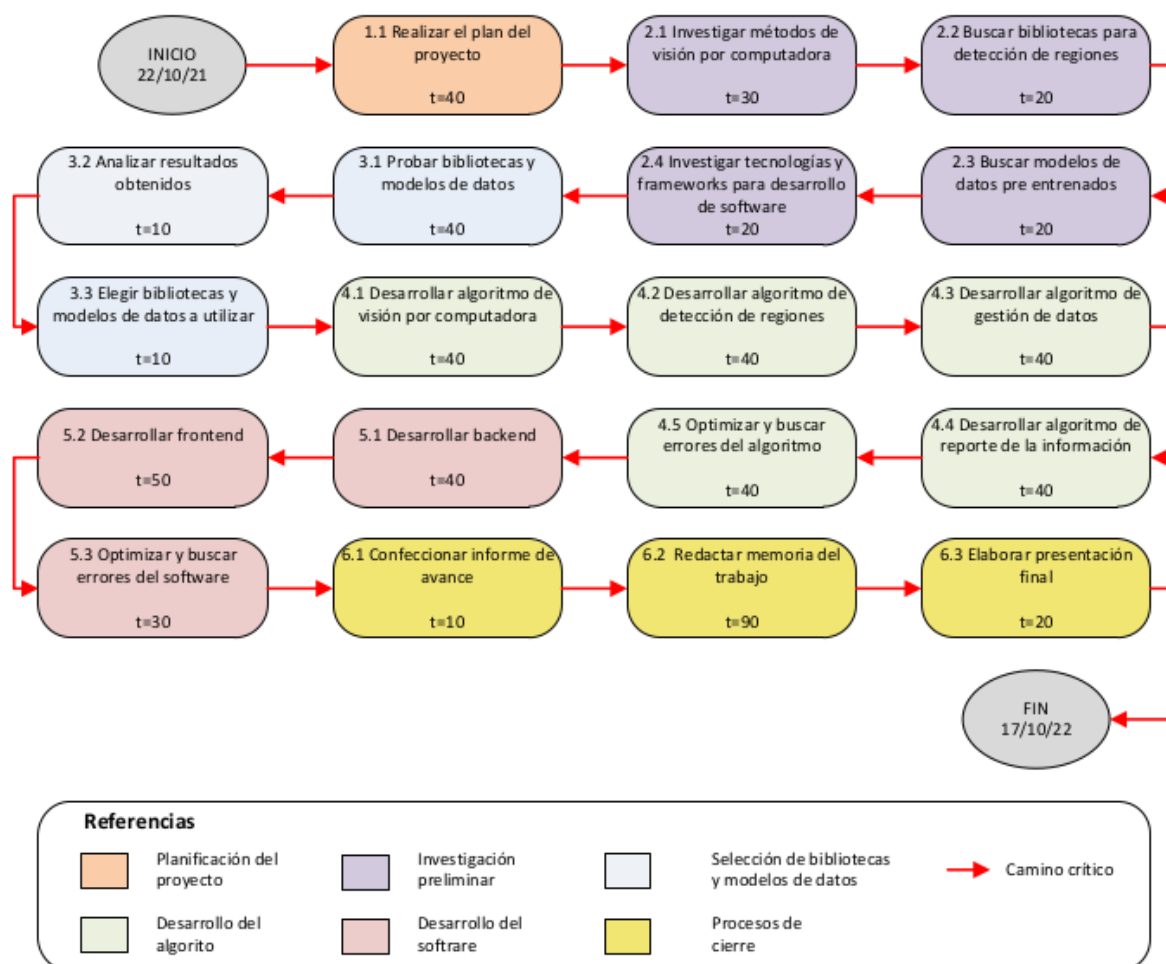 INICIO
22/10/21
1.1 Realizar el plan del
proyecto
t=40
2.1 Investigar métodos de
visión por computadora
t=30
2.2 Buscar bibliotecas para
detección de regiones
t=20
3.2 Analizar resultados
obtenidos
t=10
3.1 Probar bibliotecas y
modelos de datos
t=40
2.4 Investigar tecnologías y
frameworks para desarrollo
de software
t=20
2.3 Buscar modelos de
datos pre entrenados
t=20
3.3 Elegir bibliotecas y
modelos de datos a utilizar
t=10
4.1 Desarrollar algoritmo de
visión por computadora
t=40
4.2 Desarrollar algoritmo de
detección de regiones
t=40
4.3 Desarrollar algoritmo de
gestión de datos
t=40
5.2 Desarrollar frontend
t=50
5.1 Desarrollar backend
t=40
4.5 Optimizar y buscar
errores del algoritmo
t=40
4.4 Desarrollar algoritmo de
reporte de la información
t=40
5.3 Optimizar y buscar
errores del software
t=30
6.1 Confeccionar informe de
avance
t=10
6.2 Redactar memoria del
trabajo
t=90
6.3 Elaborar presentación
final
t=20
FIN
17/10/22
Referencias
Planificación del
proyecto
Investigación
preliminar
Selección de bibliotecas
y modelos de datos
Camino crítico
Desarrollo del
algorito
Desarrollo del
softrare
Procesos de
cierre